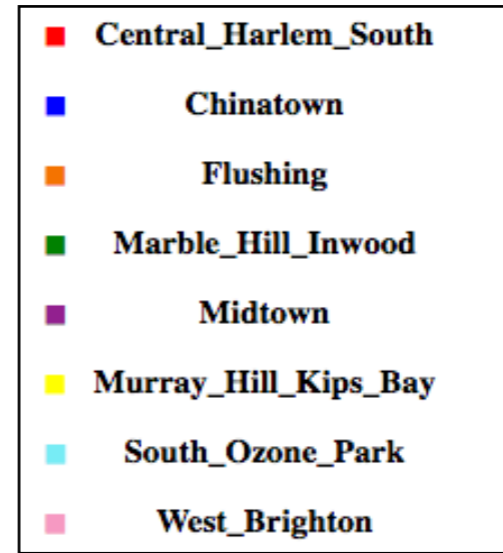 Central_Harlem_South
Chinatown
Flushing
Marble_Hill_Inwood
Midtown
Murray_Hill_Kips_Bay
South_Ozone_Park
West_Brighton